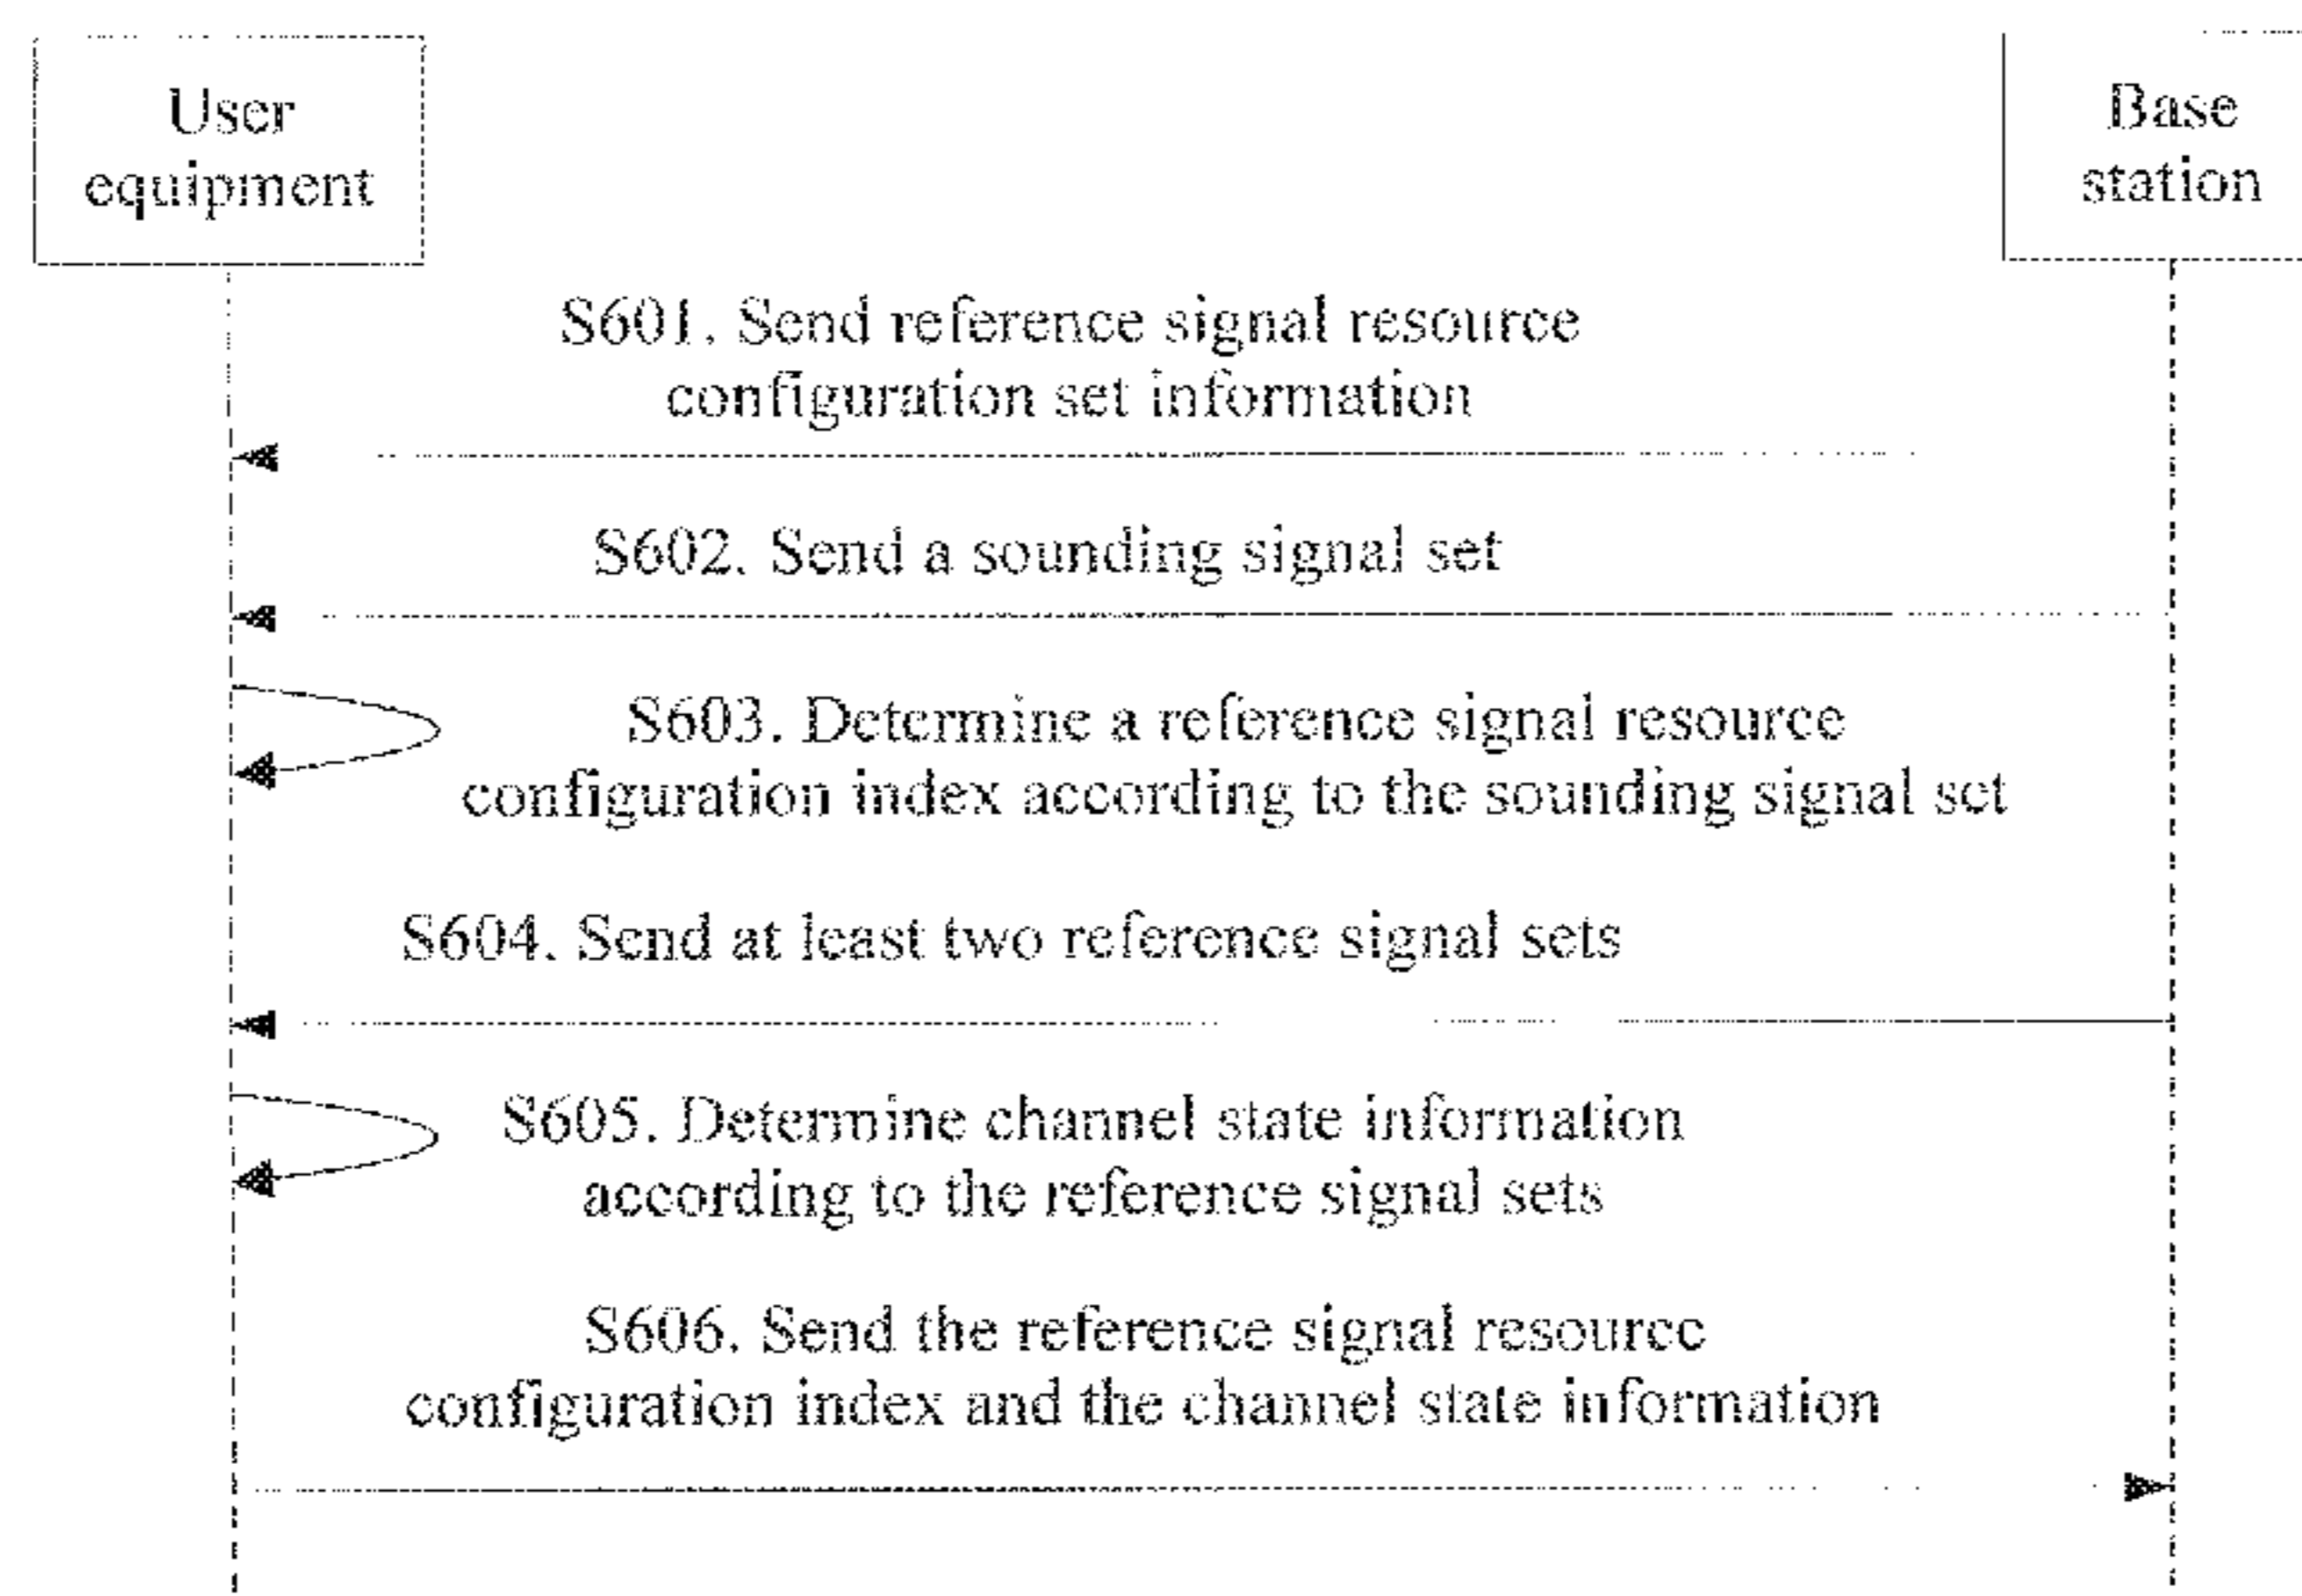 User
equipment
Base
station
S601. Send reference signal resource
configuration set information
S602. Send a sounding signal set
S603. Determine a reference signal resource
configuration index according to the sounding signal set
S604. Send at least two reference signal sets
S605. Determine channel state information
according to the reference signal sets
S606. Send the reference signal resource
configuration index and the channel state information